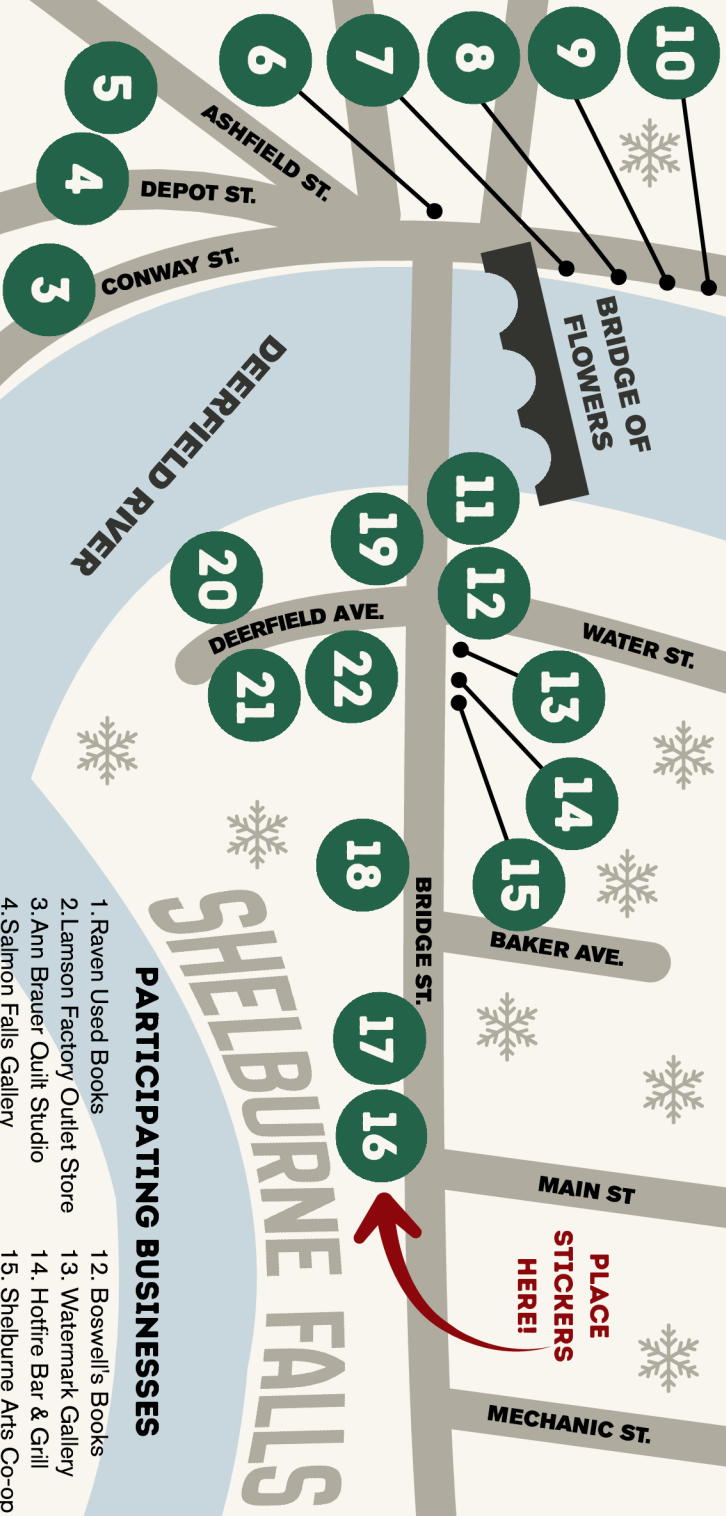 10
9
8
7
6
5
4
3
ASHFIELD ST.
DEPOT ST.
CONWAY ST.
BRIDGE OF
FLOWERS
DEERFIELD RIVER
11
12
19
20
DEERFIELD AVE.
WATER ST.
13
14
15
22
21
18
BRIDGE ST.
BAKER AVE.
17
16
MAIN ST
PLACE
STICKERS
HERE!
MECHANIC ST.
SHELBURNE FALLS
PARTICIPATING BUSINESSES
1. Raven Used Books
2. Lamson Factory Outlet Store
3. Ann Brauer Quilt Studio
4. Salmon Falls Gallery
12. Boswell's Books
13. Watermark Gallery
14. Hotfire Bar & Grill
15. Shelburne Arts Co-op